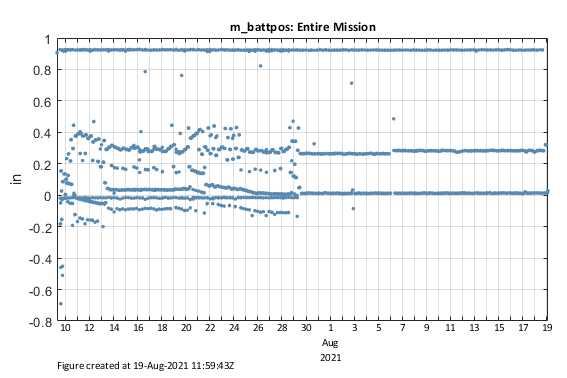 m_battpos: Entire Mission
1
0.8
0.6
0.4
0.2
0
-0.2
-0.4
-0.6
-0.8
in
10 12 14 16 18 20 22 24 26 28 30 1 3 5 7 9 11 13 15 17 19
Aug
2021
Figure created at 19-Aug-2021 11:59:43Z